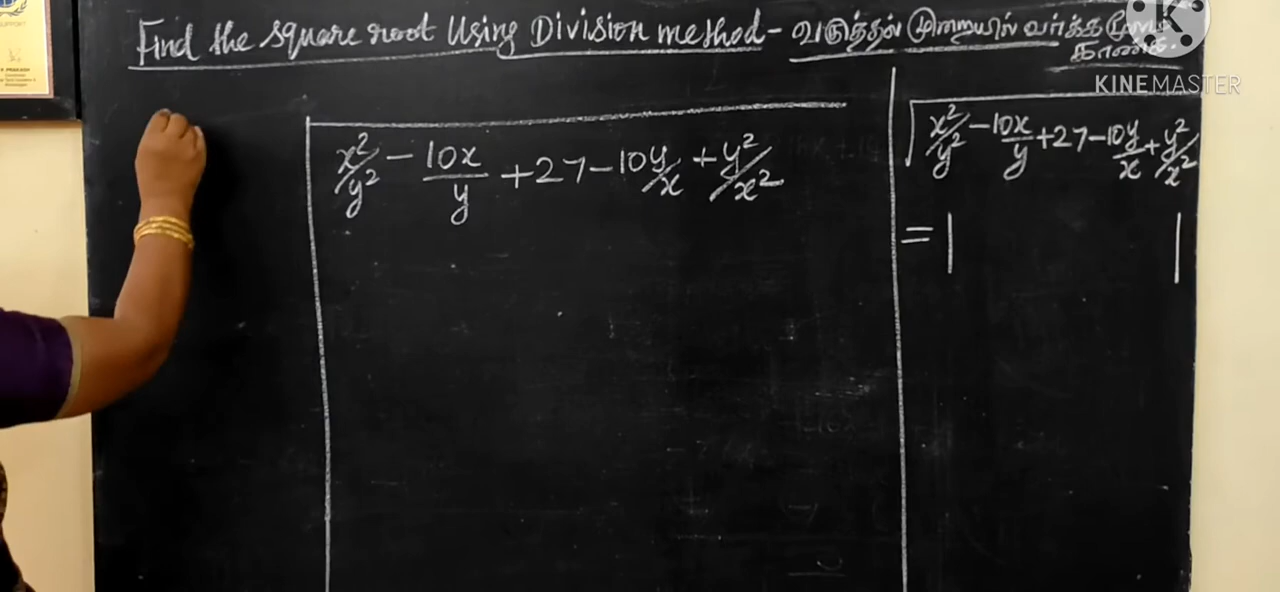 Find the square root Using Division method - வகுத்தல் முறையில் வர்க்க மூலம்
காண்க.
KINEMASTER
x²/y² - 10x/y + 27 - 10y/x + y²/x²
√ x²/y² - 10x/y + 27 - 10y/x + y²/x²
= | |